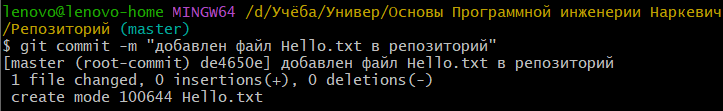 lenovo@lenovo-home MINGW64 /d/Учёба/Универ/Основы Программной инженерии Наркевич
/Репозиторий (master)
$ git commit -m "добавлен файл Hello.txt в репозиторий"
[master (root-commit) de4650e] добавлен файл Hello.txt в репозиторий
 1 file changed, 0 insertions(+), 0 deletions(-)
 create mode 100644 Hello.txt